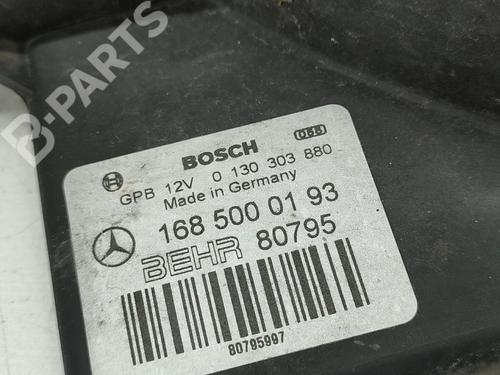 B-PARTS
BOSCH
GPB 12V 0 130 303 880
Made in Germany
168 500 01 93
BEHR 80795
80795997